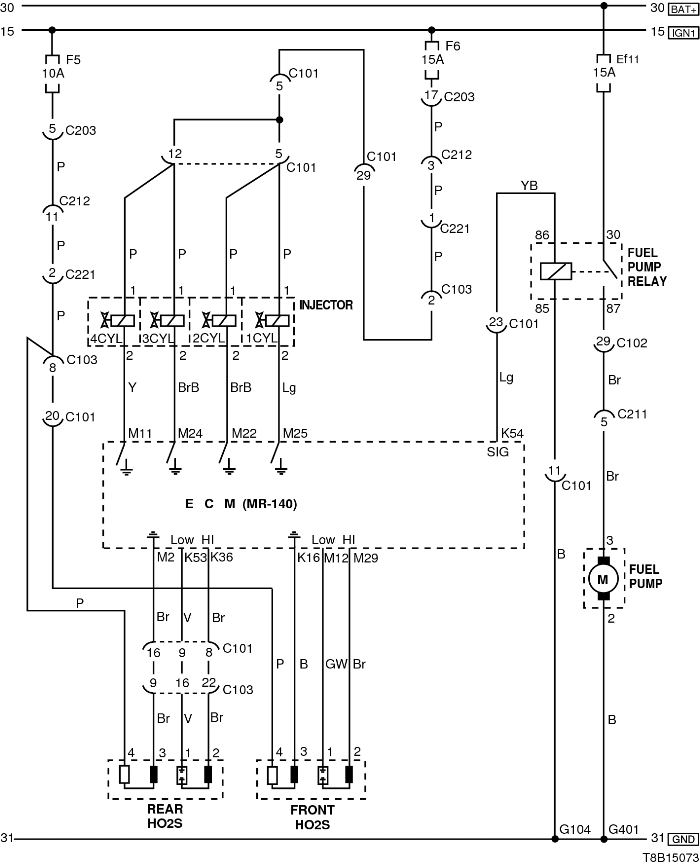 30 30 BAT+
15 15 IGN1
F5 F6 Ef11
10A 15A 15A
C101
5
17 C203
5 C203
P P
12 5 C101 C101 3 C212
29
P YB
C212
11 1 C221
86 30
P P P P P P
FUEL
PUMP
RELAY
2 C221
2 C103
85 87
1 1 1 1
INJECTOR
P
4CYL 3CYL 2CYL 1CYL
23 C101
29 C102
2 2 2 2
C103
8
Y BrB BrB Lg Lg Br
20 C101
C211
5
M11 M24 M22 M25 K54
SIG
11
C101
Br
E C M (MR-140)
Low HI Low HI
M2 K53 K36 K16 M12 M29
B
3
FUEL
PUMP
M
P
Br V Br
2
16 9 8 C101
P B GW Br
9 16 22 C103
Br V Br B
4 3 1 2 4 3 1 2
REAR
HO2S
FRONT
HO2S
G104 G401
31 31 GND
T8B15073